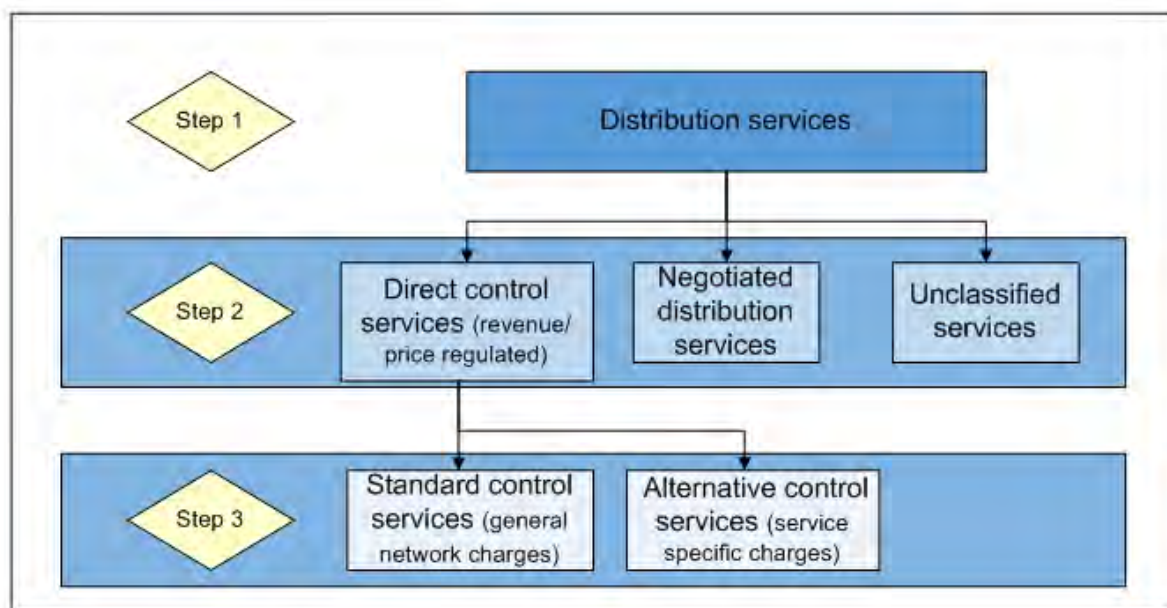 Step 1
Distribution services
Step 2
Direct control
services (revenue/
price regulated)
Negotiated
distribution
services
Unclassified
services
Step 3
Standard control
services (general
network charges)
Alternative control
services (service
specific charges)